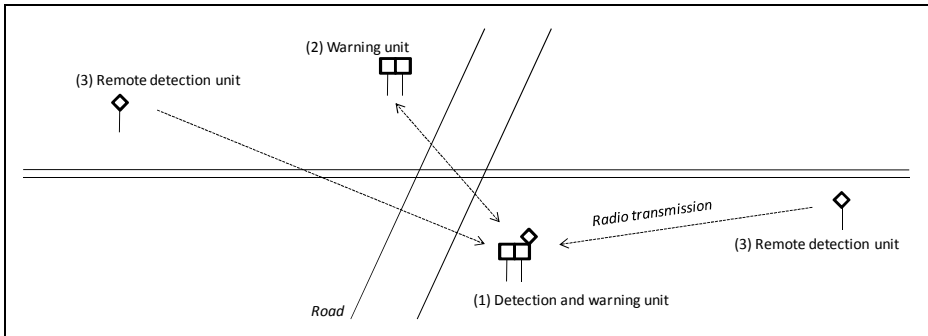 (2) Warning unit
(3) Remote detection unit
Radio transmission
(3) Remote detection unit
(1) Detection and warning unit
Road